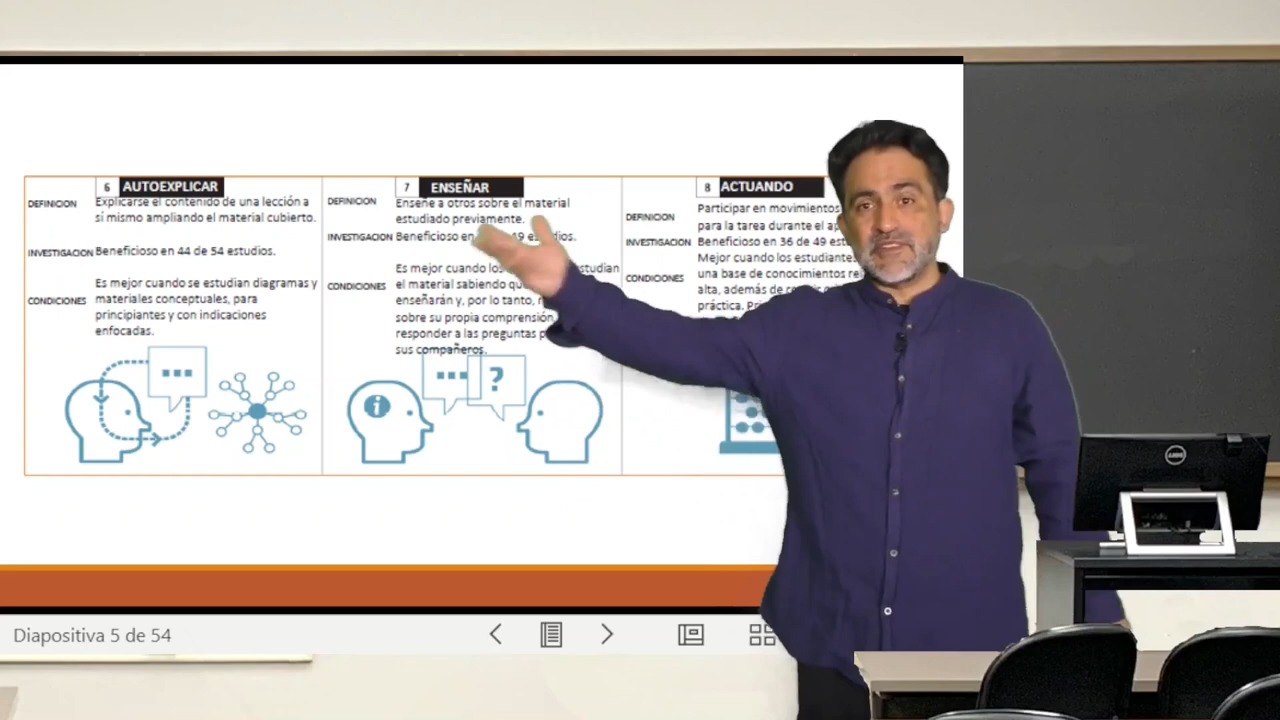 6 AUTOEXPLICAR
DEFINICION
Explicarse el contenido de una lección a
sí mismo ampliando el material cubierto.
INVESTIGACION
Beneficioso en 44 de 54 estudios.
CONDICIONES
Es mejor cuando se estudian diagramas y
materiales conceptuales, para
principiantes y con indicaciones
enfocadas.
7 ENSEÑAR
DEFINICION
Enseñe a otros sobre el material
estudiado previamente.
INVESTIGACION
Beneficioso en 49 estudios.
CONDICIONES
Es mejor cuando los estudian
el material sabiendo
enseñarán y, por lo tanto,
sobre su propia comprensión,
responder a las preguntas
sus compañeros.
?
i
8 ACTUANDO
DEFINICION
Participar en movimientos
para la tarea durante el
INVESTIGACION
Beneficioso en 36 de 49
CONDICIONES
Mejor cuando los estudiantes
una base de conocimientos
alta, además de
práctica.
Diapositiva 5 de 54
DELL